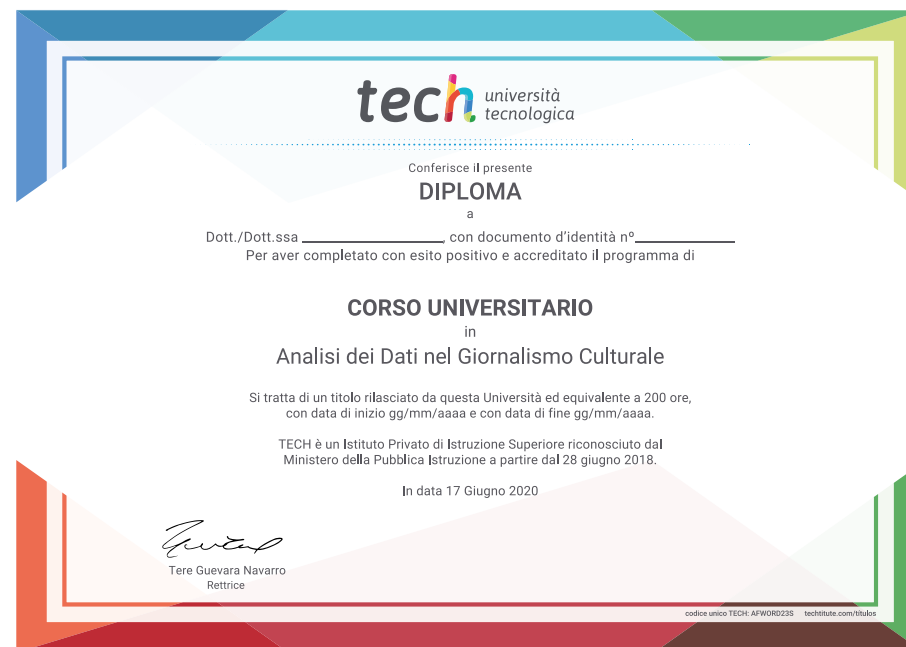 tech università
tecnologica
Conferisce il presente
DIPLOMA
a
Dott./Dott.ssa ____________, con documento d'identità nº____________
Per aver completato con esito positivo e accreditato il programma di
CORSO UNIVERSITARIO
in
Analisi dei Dati nel Giornalismo Culturale
Si tratta di un titolo rilasciato da questa Università ed equivalente a 200 ore,
con data di inizio gg/mm/aaaa e con data di fine gg/mm/aaaa.
TECH è un Istituto Privato di Istruzione Superiore riconosciuto dal
Ministero della Pubblica Istruzione a partire dal 28 giugno 2018.
In data 17 Giugno 2020
Tere Guevara Navarro
Rettrice
codice unico TECH: AFWORD23S techtitute.com/titulos